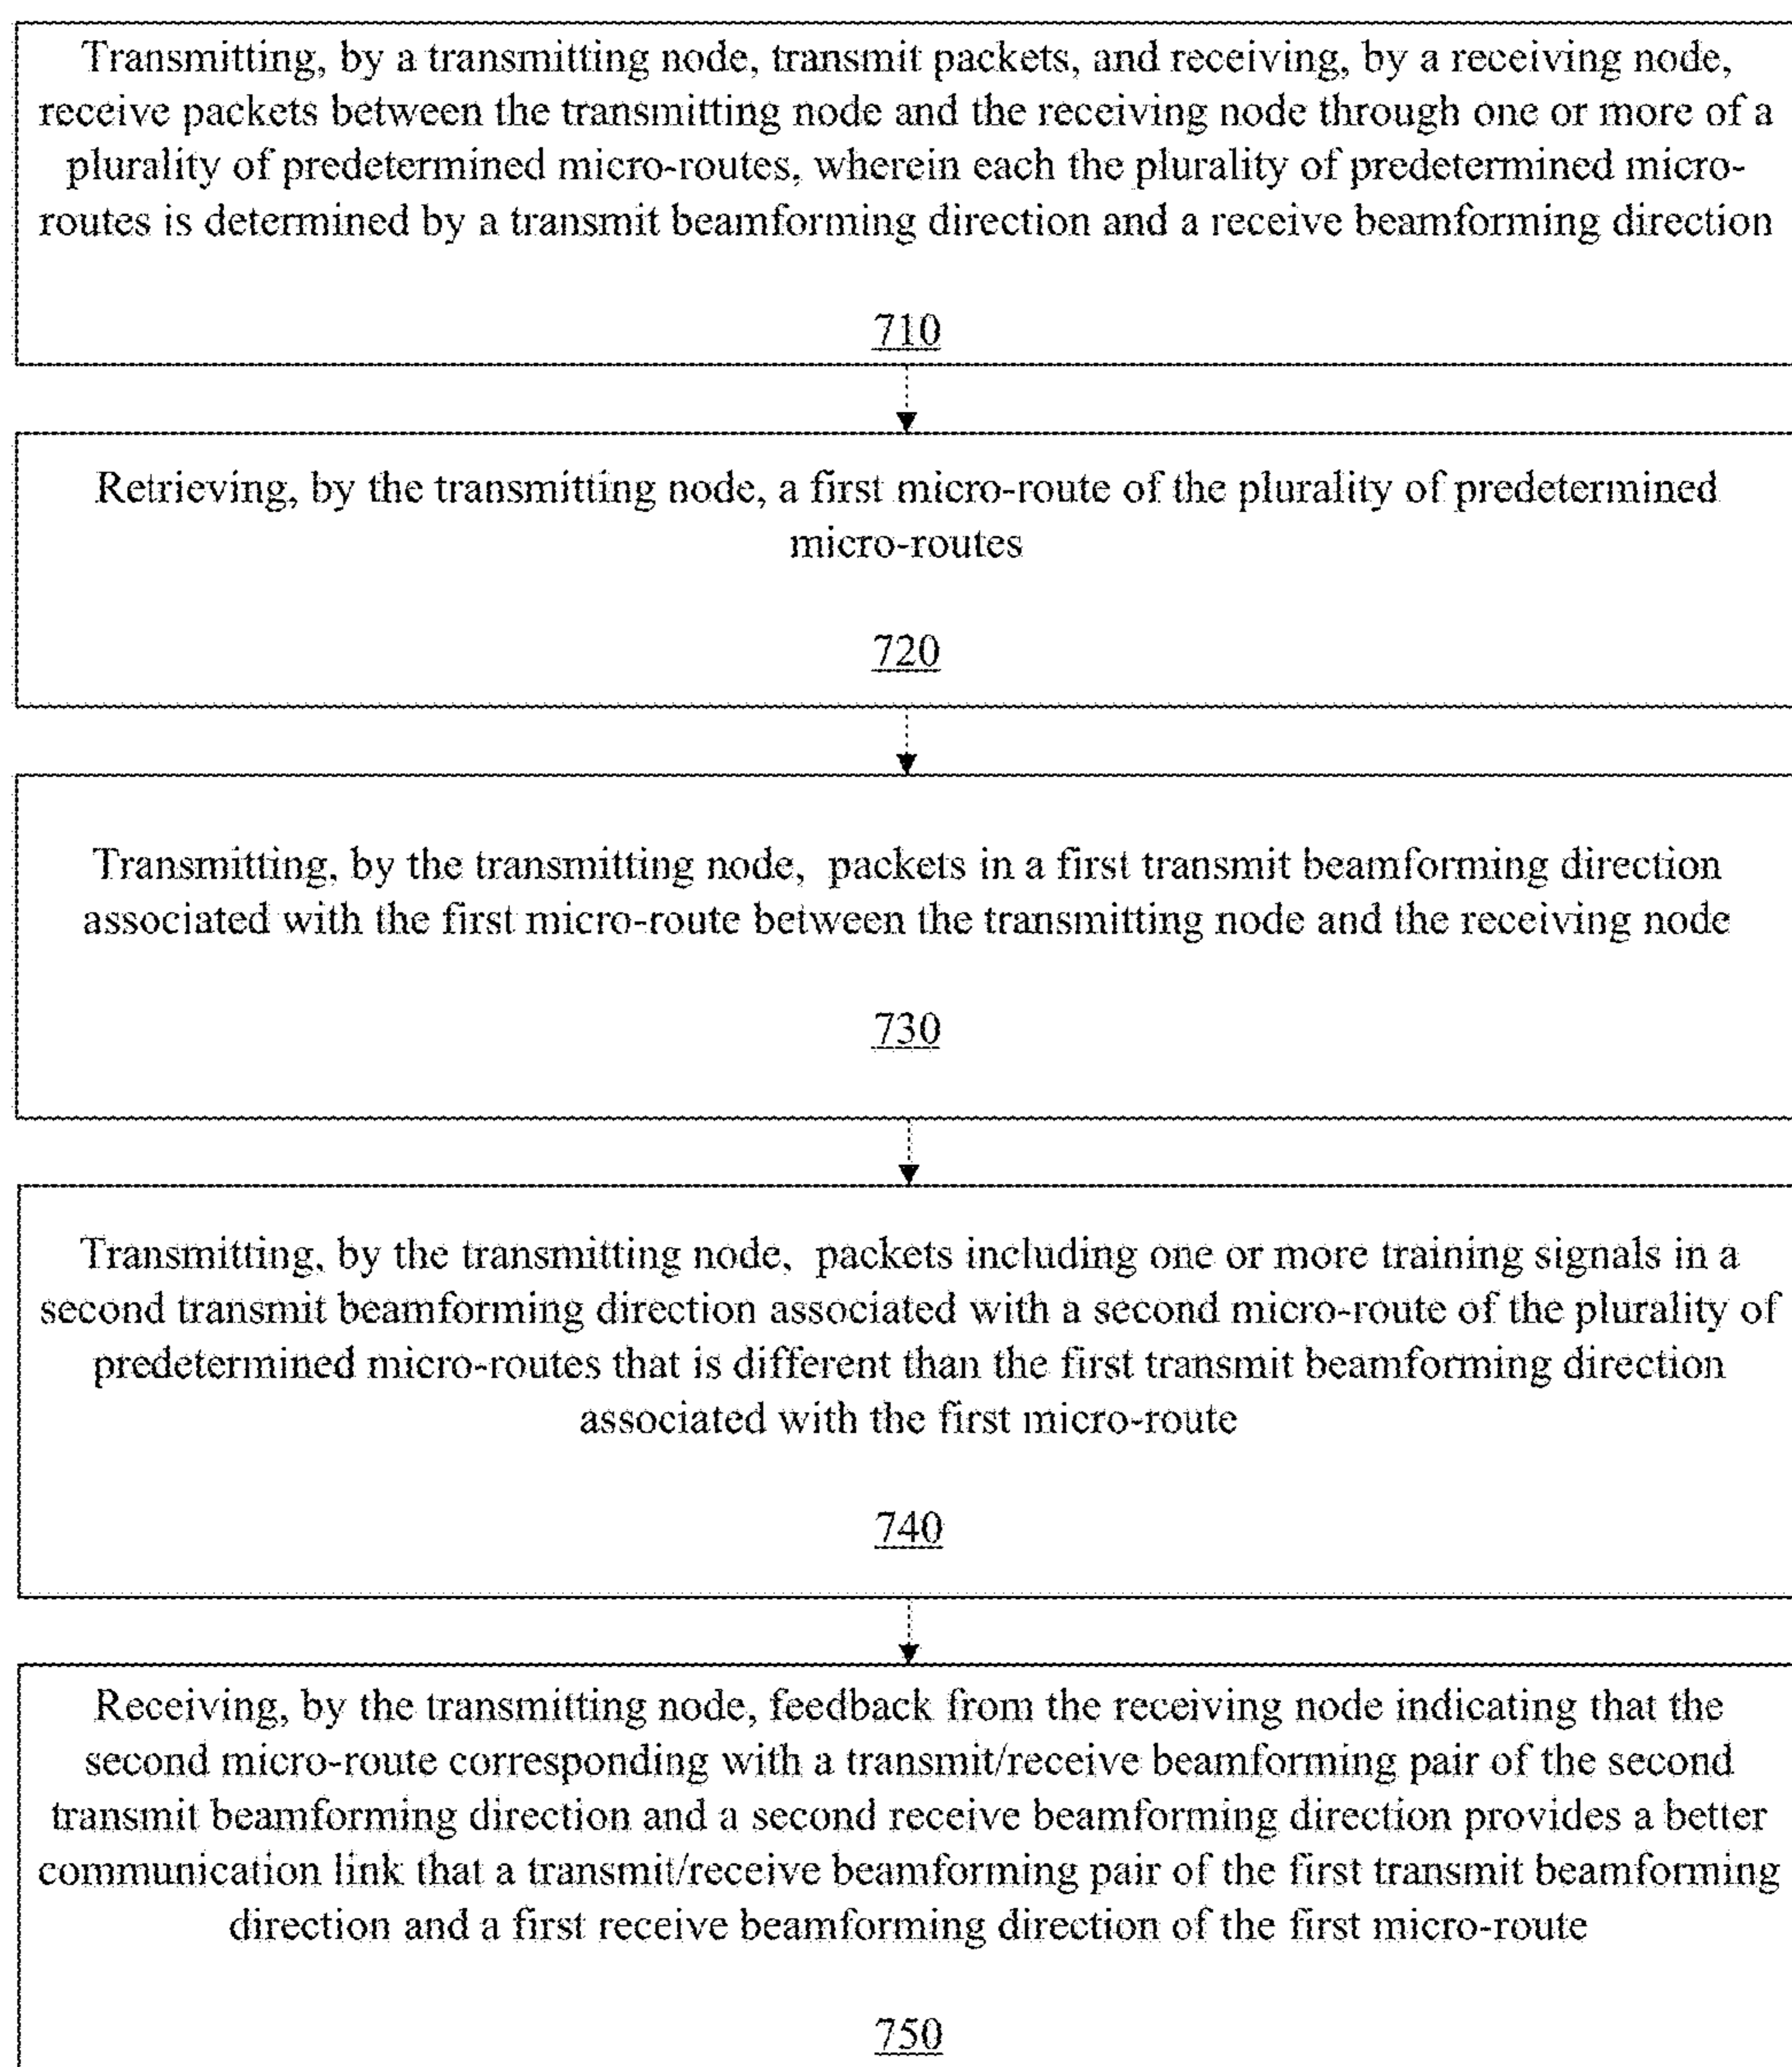 Transmitting, by a transmitting node, transmit packets, and receiving, by a receiving node,
receive packets between the transmitting node and the receiving node through one or more of a
plurality of predetermined micro-routes, wherein each the plurality of predetermined micro-
routes is determined by a transmit beamforming direction and a receive beamforming direction
710
Retrieving, by the transmitting node, a first micro-route of the plurality of predetermined
micro-routes
720
Transmitting, by the transmitting node, packets in a first transmit beamforming direction
associated with the first micro-route between the transmitting node and the receiving node
730
Transmitting, by the transmitting node, packets including one or more training signals in a
second transmit beamforming direction associated with a second micro-route of the plurality of
predetermined micro-routes that is different than the first transmit beamforming direction
associated with the first micro-route
740
Receiving, by the transmitting node, feedback from the receiving node indicating that the
second micro-route corresponding with a transmit/receive beamforming pair of the second
transmit beamforming direction and a second receive beamforming direction provides a better
communication link that a transmit/receive beamforming pair of the first transmit beamforming
direction and a first receive beamforming direction of the first micro-route
750